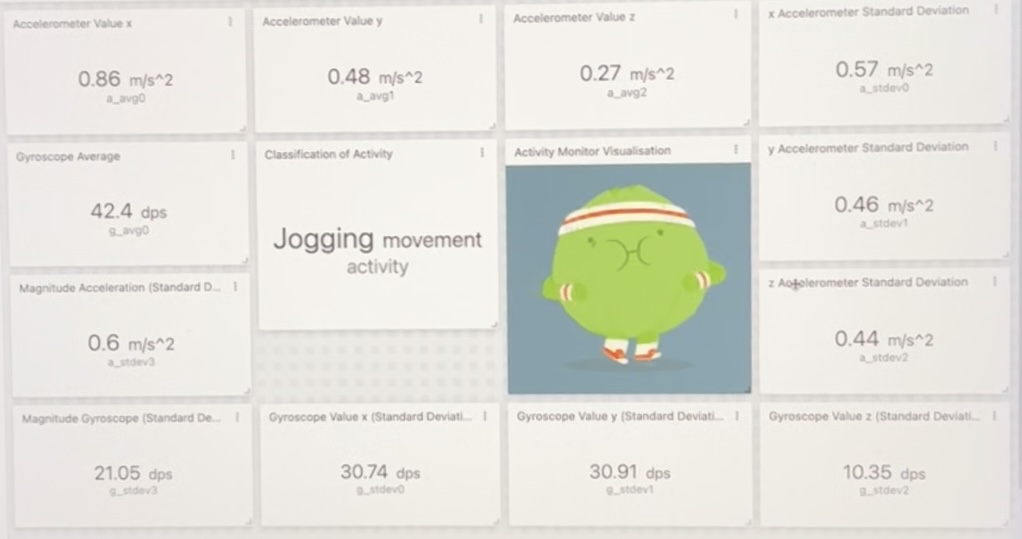 Accelerometer Value x
0.86 m/s^2
a_avg0
Accelerometer Value y
0.48 m/s^2
a_avg1
Accelerometer Value z
0.27 m/s^2
a_avg2
x Accelerometer Standard Deviation
0.57 m/s^2
a_stdev0
Gyroscope Average
42.4 dps
g_avg0
Classification of Activity
Jogging movement
activity
Activity Monitor Visualisation
y Accelerometer Standard Deviation
0.46 m/s^2
a_stdev1
Magnitude Acceleration (Standard D...
0.6 m/s^2
a_stdev3
z Accelerometer Standard Deviation
0.44 m/s^2
a_stdev2
Magnitude Gyroscope (Standard De...
21.05 dps
g_stdev3
Gyroscope Value x (Standard Deviati...
30.74 dps
g_stdev0
Gyroscope Value y (Standard Deviati...
30.91 dps
g_stdev1
Gyroscope Value z (Standard Deviati...
10.35 dps
g_stdev2